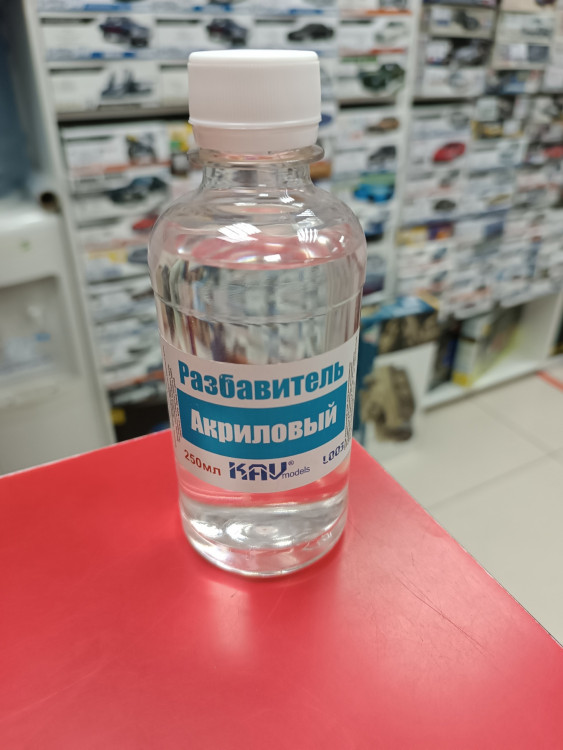 Разбавитель
Акриловый
250мл KAV® models